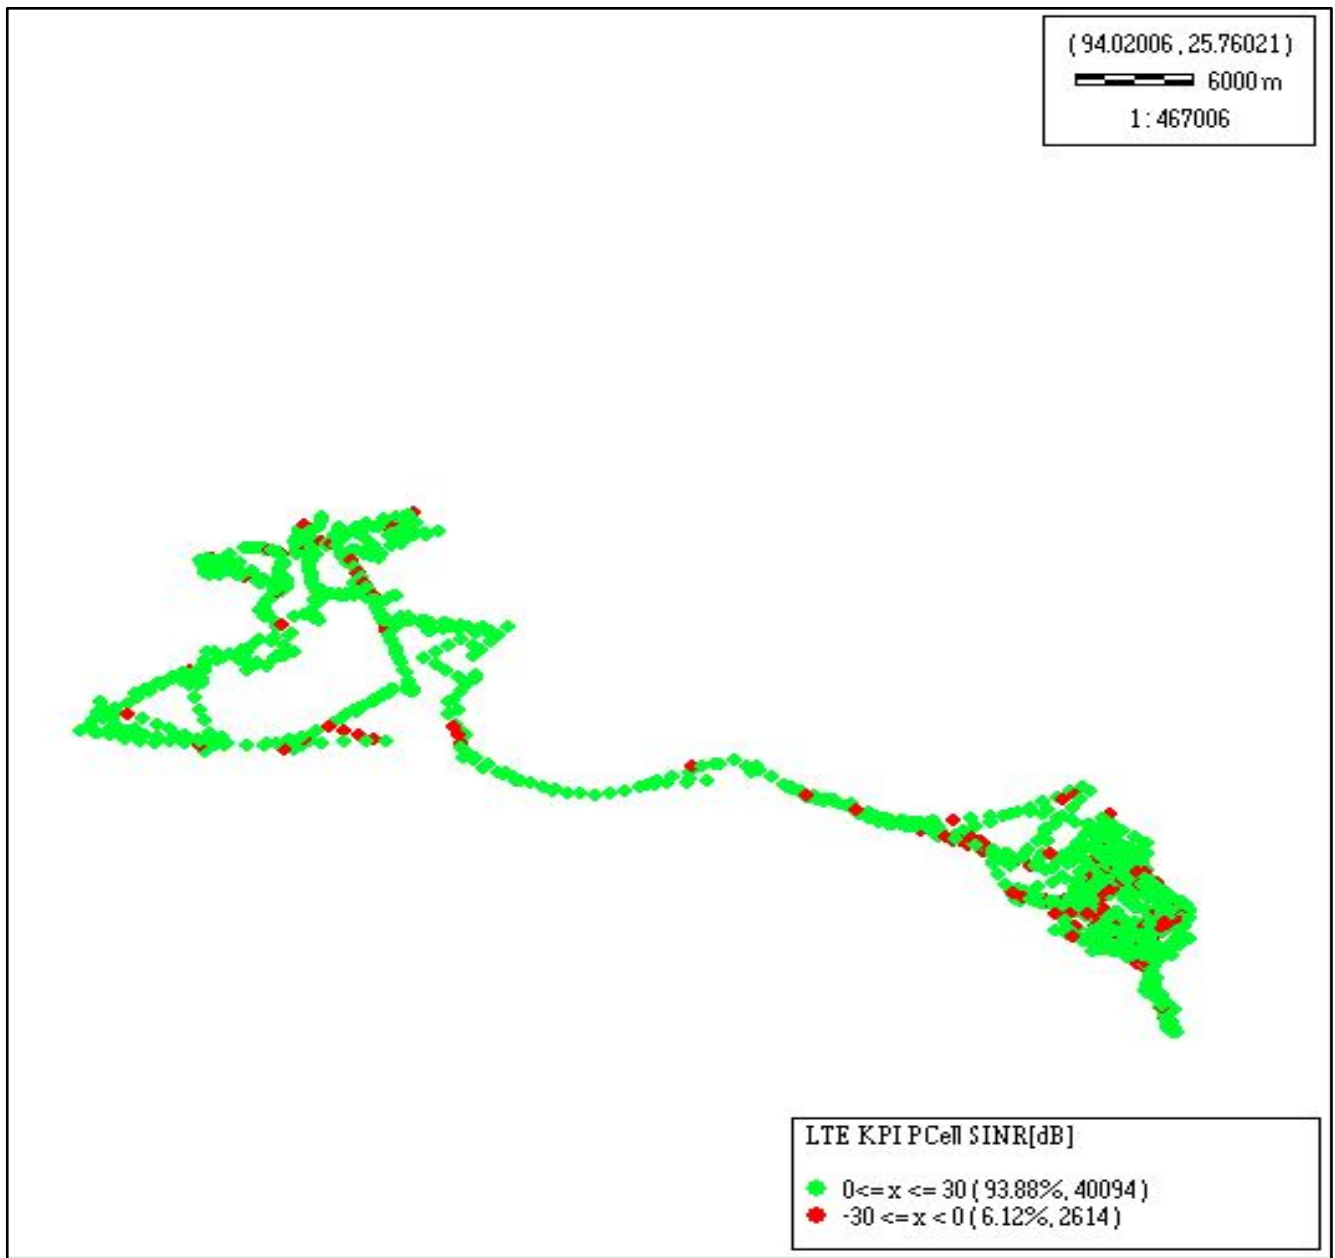 ( 94.02006 , 25.76021 )
6000 m
1 : 467006
LTE KPI PCell SINR[dB]
0<= x <= 30 ( 93.88%, 40094 )
-30 <= x < 0 ( 6.12%, 2614 )